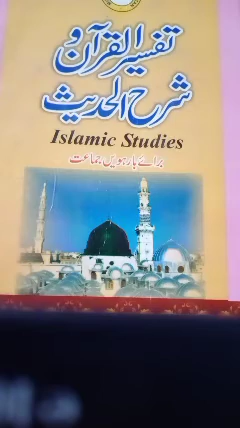 تفسیر القرآن و
شرح الحدیث
Islamic Studies
برائے بارہویں جماعت